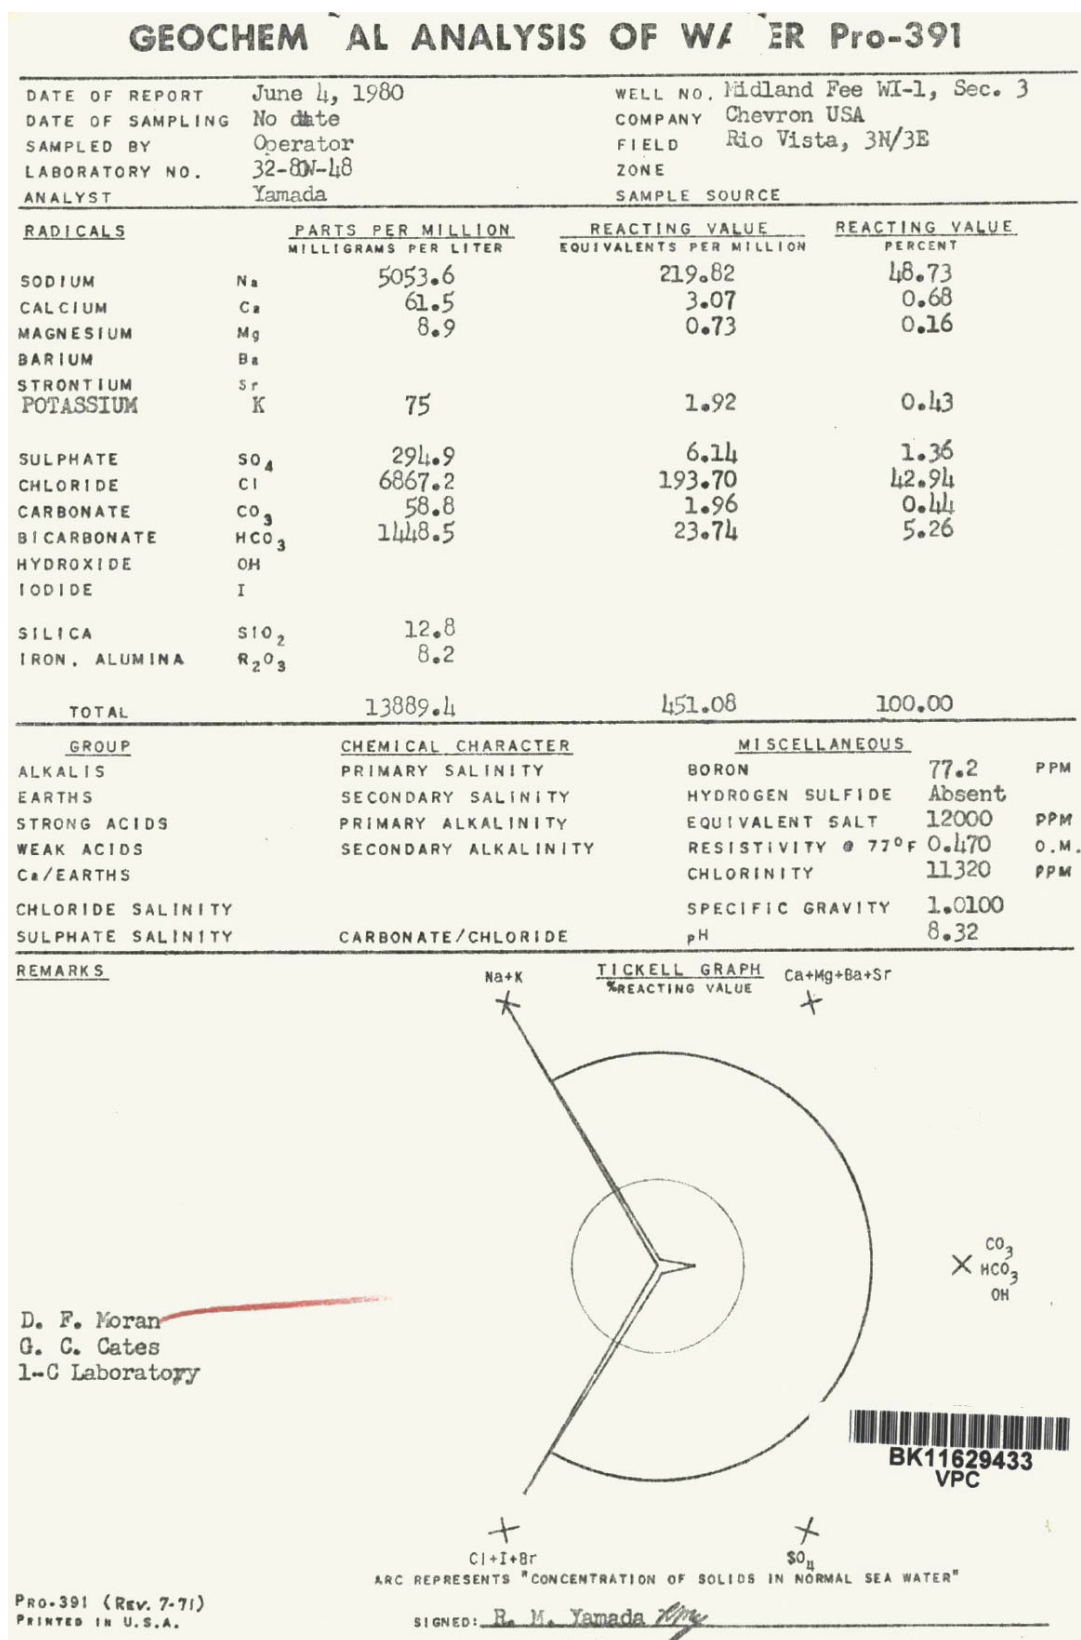 GEOCHEM AL ANALYSIS OF WA ER Pro-391
DATE OF REPORT June 4, 1980 WELL NO. Midland Fee WI-1, Sec. 3
DATE OF SAMPLING No date COMPANY Chevron USA
SAMPLED BY Operator FIELD Rio Vista, 3N/3E
LABORATORY NO. ZONE
ANALYST Yamada SAMPLE SOURCE
RADICALS PARTS PER MILLION REACTING VALUE REACTING VALUE
MILLIGRAMS PER LITER EQUIVALENTS PER MILLION PERCENT
SODIUM Na 5053.6 219.82 48.73
CALCIUM Ca 61.5 3.07 0.68
MAGNESIUM Mg 8.9 0.73 0.16
BARIUM Ba
STRONTIUM Sr
POTASSIUM K 75 1.92 0.43
SULPHATE SO4 294.9 6.14 1.36
CHLORIDE Cl 6867.2 193.70 42.94
CARBONATE CO3 58.8 1.96 0.44
BICARBONATE HCO3 1448.5 23.74 5.26
HYDROXIDE OH
IODIDE I
SILICA SIO2 12.8
IRON, ALUMINA R2O3 8.2
TOTAL 13889.4 451.08 100.00
GROUP CHEMICAL CHARACTER MISCELLANEOUS
ALKALIS PRIMARY SALINITY BORON 77.2 PPM
EARTHS SECONDARY SALINITY HYDROGEN SULFIDE Absent
STRONG ACIDS PRIMARY ALKALINITY EQUIVALENT SALT 12000 PPM
WEAK ACIDS SECONDARY ALKALINITY RESISTIVITY @ 77°F 0.470 O.M.
Ca/EARTHS CHLORINITY 11320 PPM
CHLORIDE SALINITY SPECIFIC GRAVITY 1.0100
SULPHATE SALINITY CARBONATE/CHLORIDE pH 8.32
REMARKS TICKELL GRAPH
%REACTING VALUE
Na+K Ca+Mg+Ba+Sr
CO3
HCO3
OH
D. F. Moran
G. C. Cates
1-C Laboratory
BK11629433
VPC
Cl+I+Br SO4
ARC REPRESENTS "CONCENTRATION OF SOLIDS IN NORMAL SEA WATER"
PRO-391 (REV. 7-71)
PRINTED IN U.S.A.
SIGNED: R. M. Yamada